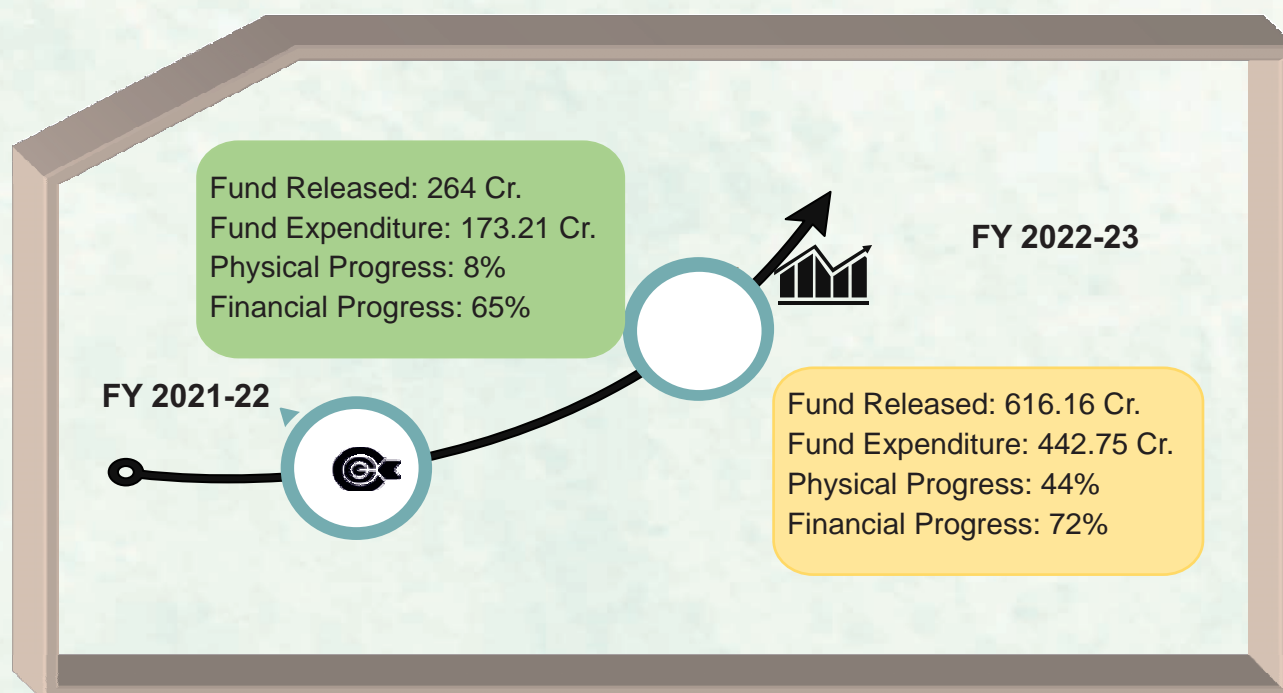 Fund Released: 264 Cr.
Fund Expenditure: 173.21 Cr.
Physical Progress: 8%
Financial Progress: 65%
FY 2021-22
FY 2022-23
Fund Released: 616.16 Cr.
Fund Expenditure: 442.75 Cr.
Physical Progress: 44%
Financial Progress: 72%